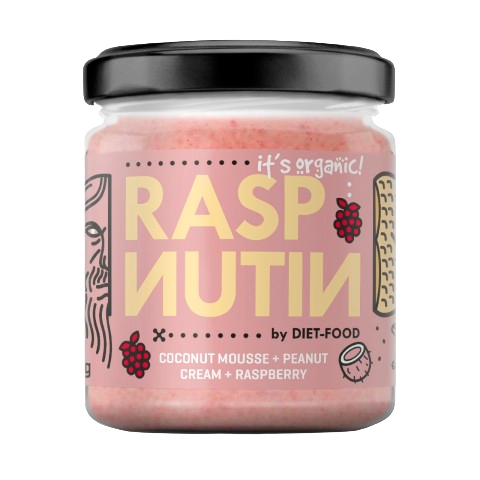 it's organic!
RASP
NUTIN
by DIET-FOOD
COCONUT MOUSSE + PEANUT
CREAM + RASPBERRY